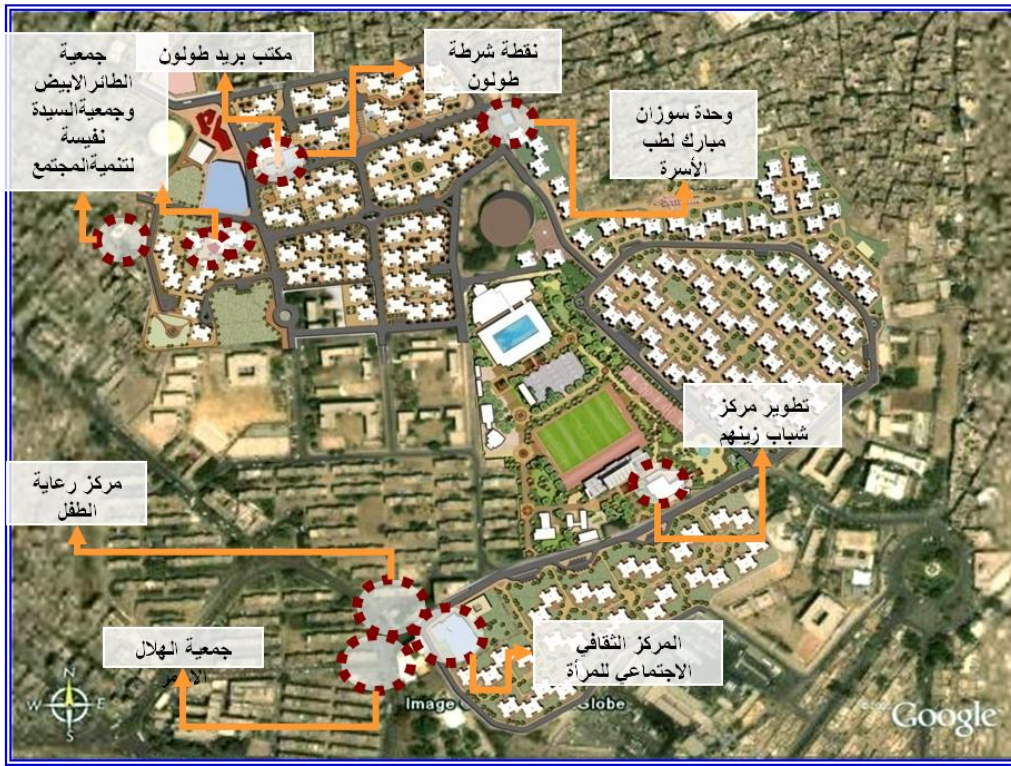 جمعية
الطائرالابيض
وجمعيةالسيدة
نفيسة
لتنميةالمجتمع
مكتب بريد طولون
نقطة شرطة
طولون
وحدة سوزان
مبارك لطب
الأسرة
تطوير مركز
شباب زينهم
مركز رعاية
الطفل
جمعية الهلال
المركز الثقافي
الاجتماعي للمرأة
N
W E
S
Image
Globe
Google